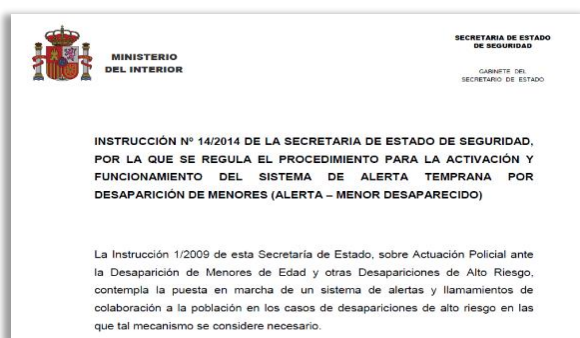 MINISTERIO
DEL INTERIOR
SECRETARIA DE ESTADO
DE SEGURIDAD
GABINETE DEL
SECRETARIO DE ESTADO
INSTRUCCIÓN Nº 14/2014 DE LA SECRETARIA DE ESTADO DE SEGURIDAD,
POR LA QUE SE REGULA EL PROCEDIMIENTO PARA LA ACTIVACIÓN Y
FUNCIONAMIENTO DEL SISTEMA DE ALERTA TEMPRANA POR
DESAPARICIÓN DE MENORES (ALERTA – MENOR DESAPARECIDO)
La Instrucción 1/2009 de esta Secretaría de Estado, sobre Actuación Policial ante
la Desaparición de Menores de Edad y otras Desapariciones de Alto Riesgo,
contempla la puesta en marcha de un sistema de alertas y llamamientos de
colaboración a la población en los casos de desapariciones de alto riesgo en las
que tal mecanismo se considere necesario.